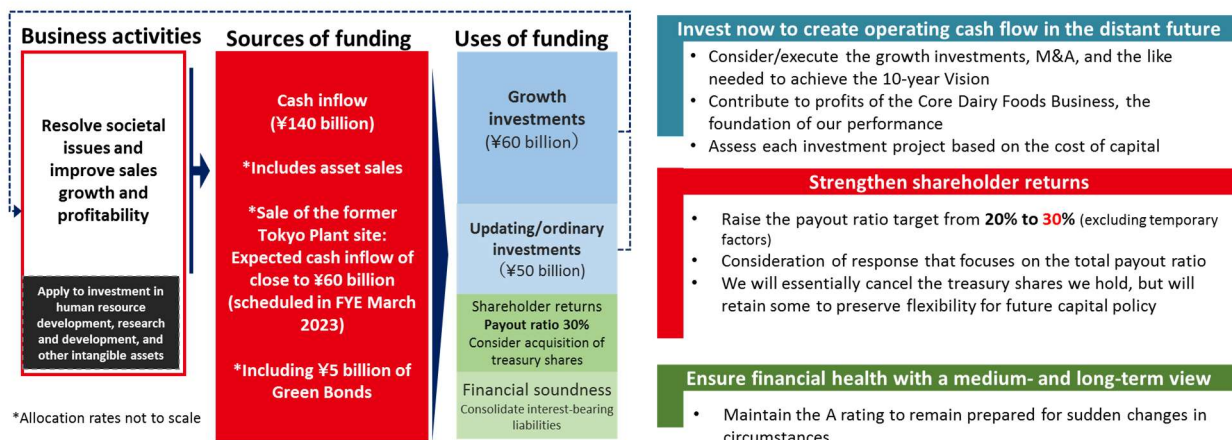 Business activities
Resolve societal
issues and
improve sales
growth and
profitability
Apply to investment in
human resource
development, research
and development, and
other intangible assets
*Allocation rates not to scale
Sources of funding
Cash inflow
(¥140 billion)
*Includes asset sales
*Sale of the former
Tokyo Plant site:
Expected cash inflow of
close to ¥60 billion
(scheduled in FYE March
2023)
*Including ¥5 billion of
Green Bonds
Uses of funding
Growth
investments
(¥60 billion)
Updating/ordinary
investments
(¥50 billion)
Shareholder returns
Payout ratio 30%
Consider acquisition of
treasury shares
Financial soundness
Consolidate interest-bearing
liabilities
Invest now to create operating cash flow in the distant future
• Consider/execute the growth investments, M&A, and the like
needed to achieve the 10-year Vision
• Contribute to profits of the Core Dairy Foods Business, the
foundation of our performance
• Assess each investment project based on the cost of capital
Strengthen shareholder returns
• Raise the payout ratio target from 20% to 30% (excluding temporary
factors)
• Consideration of response that focuses on the total payout ratio
• We will essentially cancel the treasury shares we hold, but will
retain some to preserve flexibility for future capital policy
Ensure financial health with a medium- and long-term view
• Maintain the A rating to remain prepared for sudden changes in
circumstances